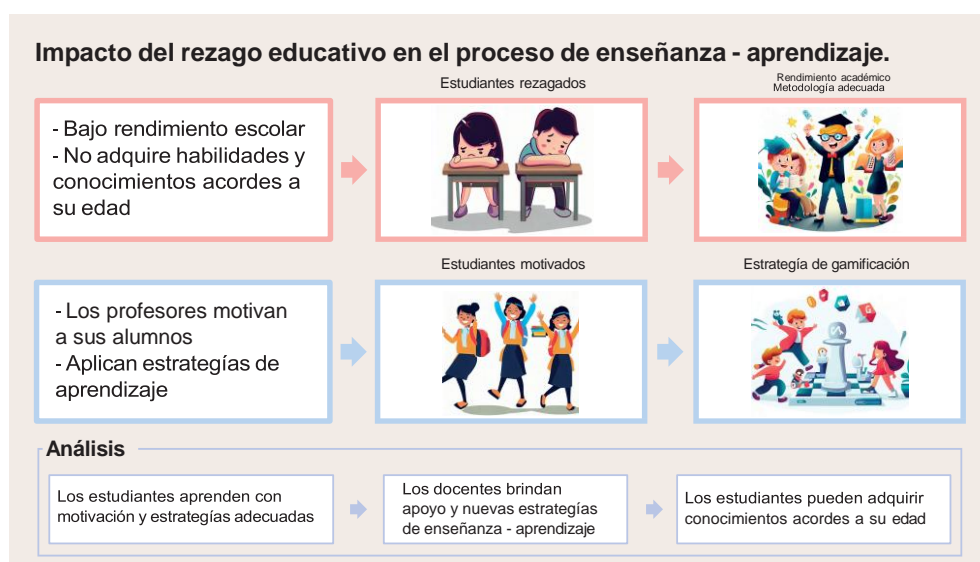 Impacto del rezago educativo en el proceso de enseñanza - aprendizaje.
Estudiantes rezagados
Rendimiento académico
Metodología adecuada
- Bajo rendimiento escolar
- No adquire habilidades y
conocimientos acordes a
su edad
Estudiantes motivados
Estrategía de gamificación
- Los profesores motivan
a sus alumnos
- Aplican estrategías de
aprendizaje
Análisis
Los estudiantes aprenden con
motivación y estrategías adecuadas
Los docentes brindan
apoyo y nuevas estrategías
de enseñanza - aprendizaje
Los estudiantes pueden adquirir
conocimientos acordes a su edad